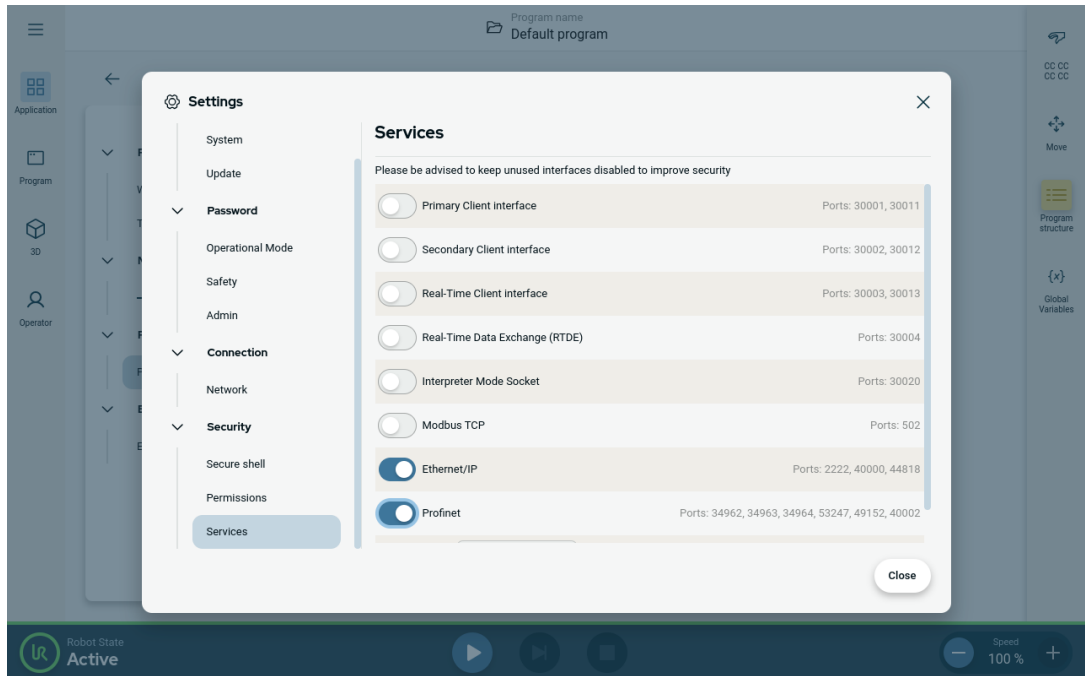 Program name
Default program
Application
Program
3D
Operator
CC CC
CC CC
Move
Program
structure
{x}
Global
Variables
Settings
System
Update
Password
Operational Mode
Safety
Admin
Connection
Network
Security
Secure shell
Permissions
Services
Services
Please be advised to keep unused interfaces disabled to improve security
Primary Client interface Ports: 30001, 30011
Secondary Client interface Ports: 30002, 30012
Real-Time Client interface Ports: 30003, 30013
Real-Time Data Exchange (RTDE) Ports: 30004
Interpreter Mode Socket Ports: 30020
Modbus TCP Ports: 502
Ethernet/IP Ports: 2222, 40000, 44818
Profinet Ports: 34962, 34963, 34964, 53247, 49152, 40002
Close
UR
Robot State
Active
Speed
100 %